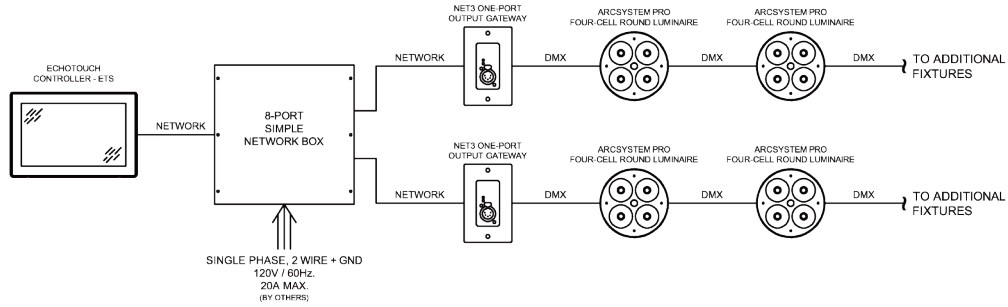 ECHOTOUCH
CONTROLLER - ETS
NETWORK
8-PORT
SIMPLE
NETWORK BOX
SINGLE PHASE, 2 WIRE + GND
120V / 60Hz.
20A MAX.
(BY OTHERS)
NETWORK
NET3 ONE-PORT
OUTPUT GATEWAY
DMX
ARCSYSTEM PRO
FOUR-CELL ROUND LUMINAIRE
DMX
ARCSYSTEM PRO
FOUR-CELL ROUND LUMINAIRE
DMX
TO ADDITIONAL
FIXTURES
NETWORK
NET3 ONE-PORT
OUTPUT GATEWAY
DMX
ARCSYSTEM PRO
FOUR-CELL ROUND LUMINAIRE
DMX
ARCSYSTEM PRO
FOUR-CELL ROUND LUMINAIRE
DMX
TO ADDITIONAL
FIXTURES